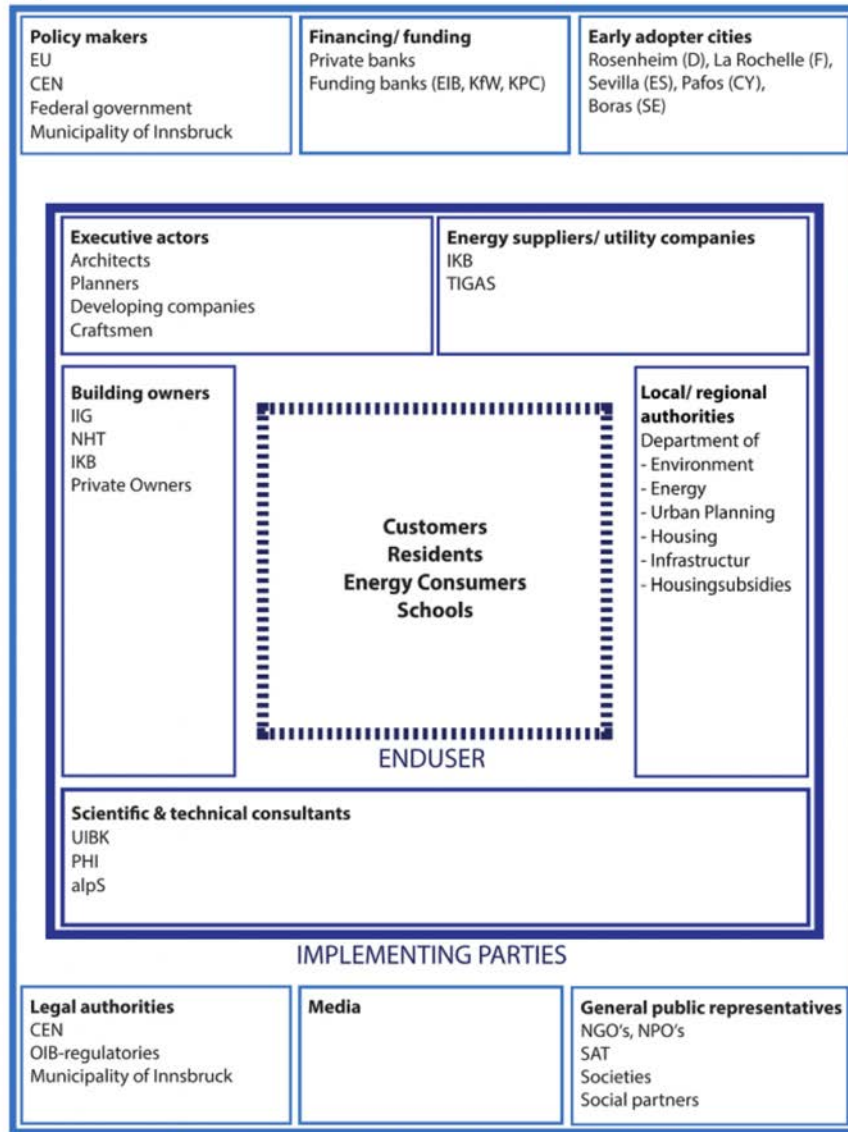 Policy makers
EU
CEN
Federal government
Municipality of Innsbruck
Financing/ funding
Private banks
Funding banks (EIB, KfW, KPC)
Early adopter cities
Rosenheim (D), La Rochelle (F),
Sevilla (ES), Pafos (CY),
Boras (SE)
Executive actors
Architects
Planners
Developing companies
Craftsmen
Energy suppliers/ utility companies
IKB
TIGAS
Building owners
IIG
NHT
IKB
Private Owners
Customers
Residents
Energy Consumers
Schools
ENDUSER
Local/ regional
authorities
Department of
- Environment
- Energy
- Urban Planning
- Housing
- Infrastructur
- Housingsubsidies
Scientific & technical consultants
UIBK
PHI
alpS
IMPLEMENTING PARTIES
Legal authorities
CEN
OIB-regulatories
Municipality of Innsbruck
Media
General public representatives
NGO's, NPO's
SAT
Societies
Social partners